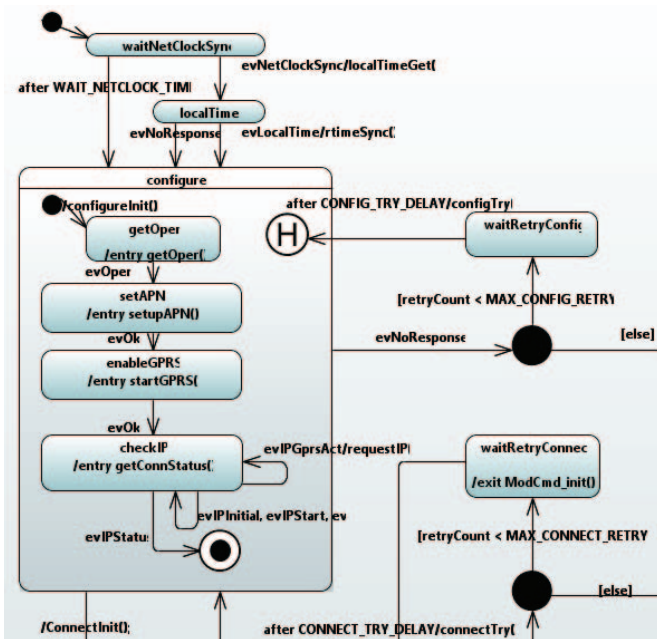 waitNetClockSync
evNetClockSync/localTimeGet(
after WAIT_NETCLOCK_TIM
localTime
evNoResponse
evLocalTime/rtimeSync(
configure
/configureInit()
after CONFIG_TRY_DELAY/configTry
getOper
/entry getOper(
H
waitRetryConfig
evOper
setAPN
/entry setupAPN()
[retryCount < MAX_CONFIG_RETRY
evOk
evNoResponse
[else]
enableGPRS
/entry startGPRS(
evOk
checkIP
/entry getConnStatus(
evIPGprsAct/requestIP
waitRetryConnec
/exit ModCmd_init()
evIPInitial, evIPStart, ev
evIPStatus
[retryCount < MAX_CONNECT_RETRY
[else]
/ConnectInit();
after CONNECT_TRY_DELAY/connectTry(